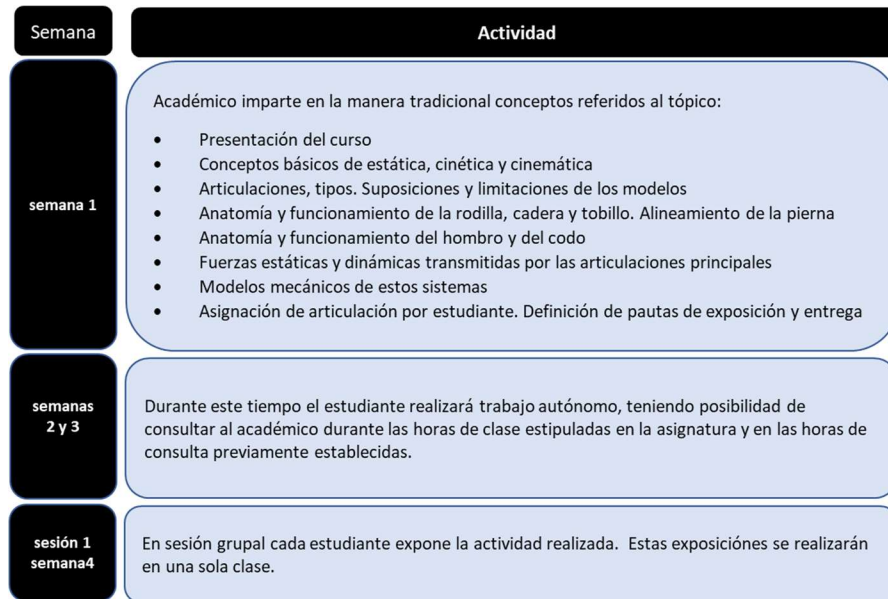 Semana
Actividad
semana 1
Académico imparte en la manera tradicional conceptos referidos al tópico:
• Presentación del curso
• Conceptos básicos de estática, cinética y cinemática
• Articulaciones, tipos. Suposiciones y limitaciones de los modelos
• Anatomía y funcionamiento de la rodilla, cadera y tobillo. Alineamiento de la pierna
• Anatomía y funcionamiento del hombro y del codo
• Fuerzas estáticas y dinámicas transmitidas por las articulaciones principales
• Modelos mecánicos de estos sistemas
• Asignación de articulación por estudiante. Definición de pautas de exposición y entrega
semanas
2 y 3
Durante este tiempo el estudiante realizará trabajo autónomo, teniendo posibilidad de
consultar al académico durante las horas de clase estipuladas en la asignatura y en las horas de
consulta previamente establecidas.
sesión 1
semana4
En sesión grupal cada estudiante expone la actividad realizada. Estas exposiciónes se realizarán
en una sola clase.